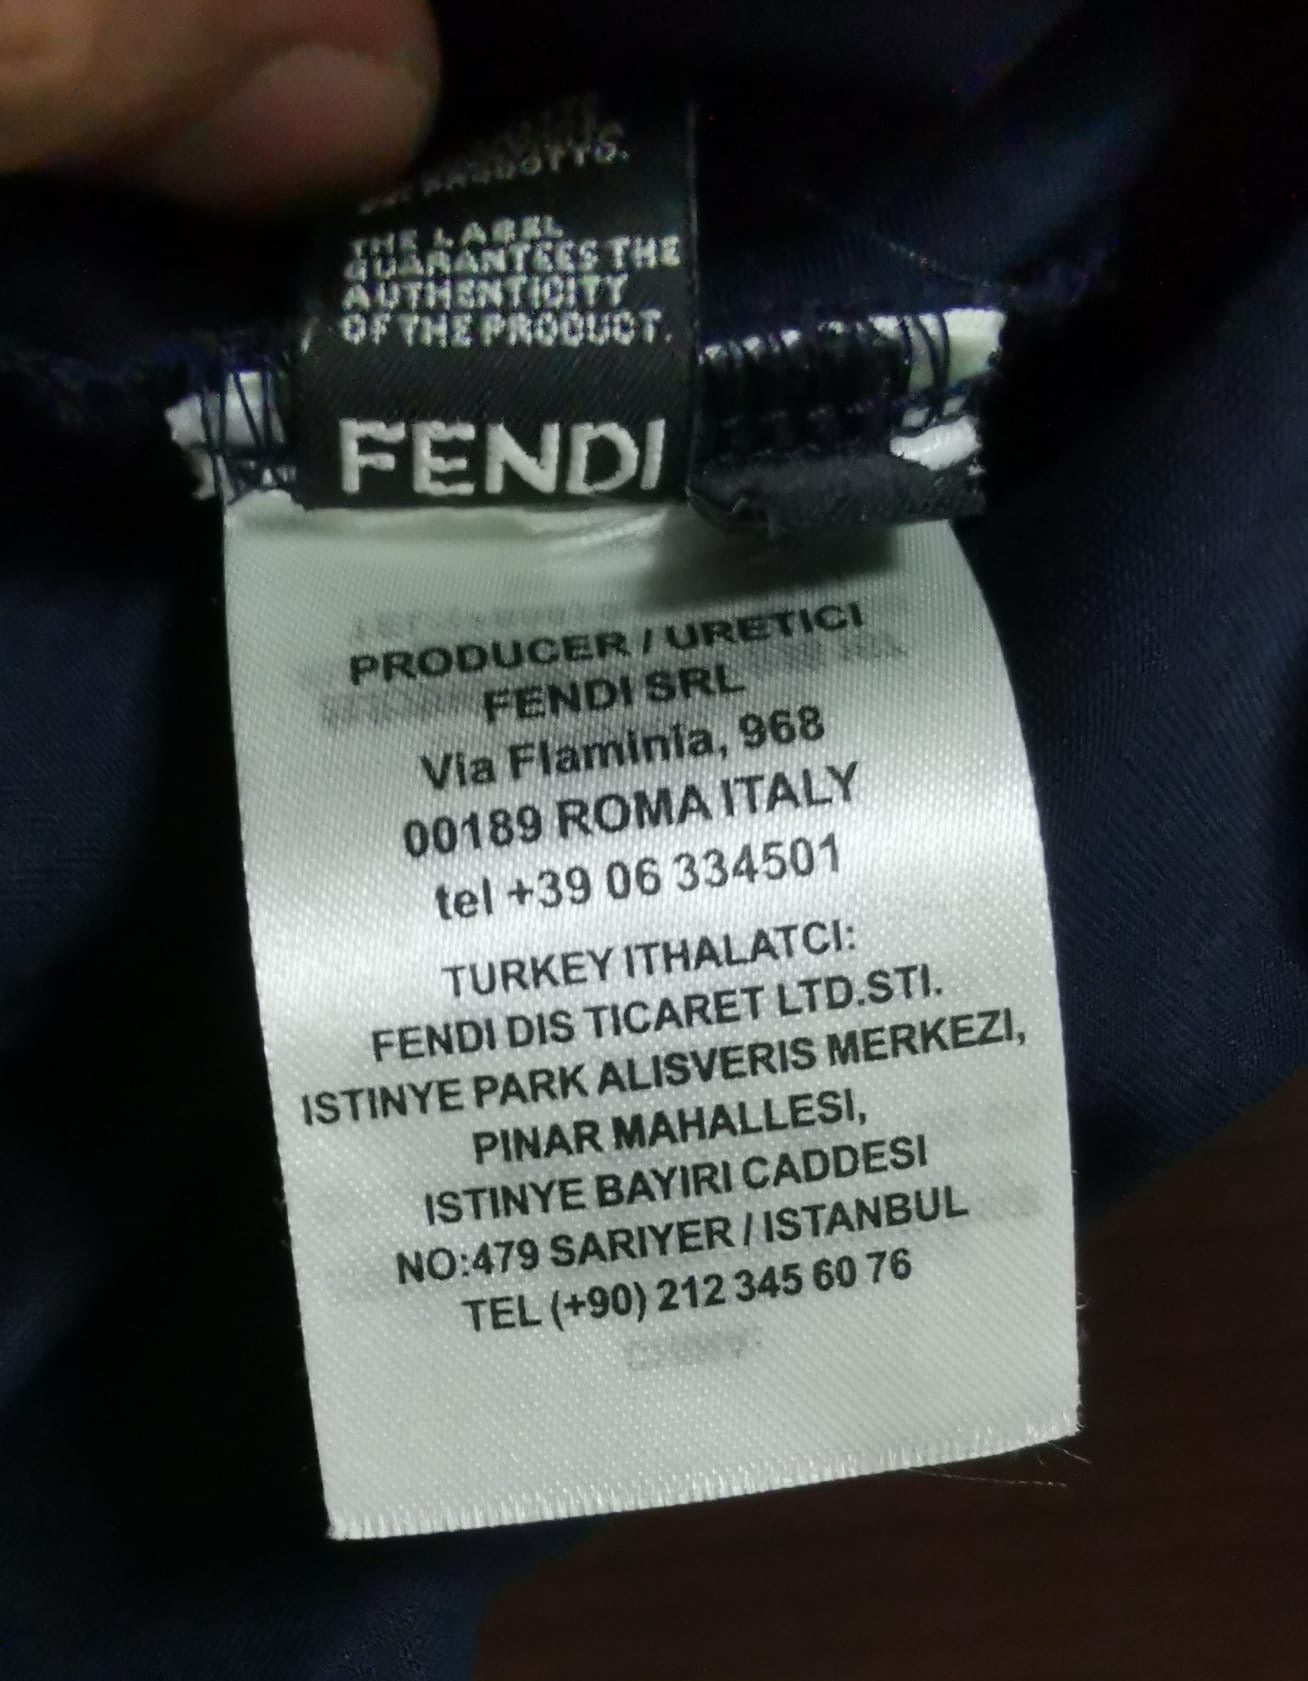 PRODOTTO.
THE LABEL
GUARANTEES THE
AUTHENTICITY
OF THE PRODUCT.
FENDI
PRODUCER / URETICI
FENDI SRL
Via Flaminia, 968
00189 ROMA ITALY
tel +39 06 334501
TURKEY ITHALATCI:
FENDI DIS TICARET LTD.STI.
ISTINYE PARK ALISVERIS MERKEZI,
PINAR MAHALLESI,
ISTINYE BAYIRI CADDESI
NO:479 SARIYER / ISTANBUL
TEL (+90) 212 345 60 76